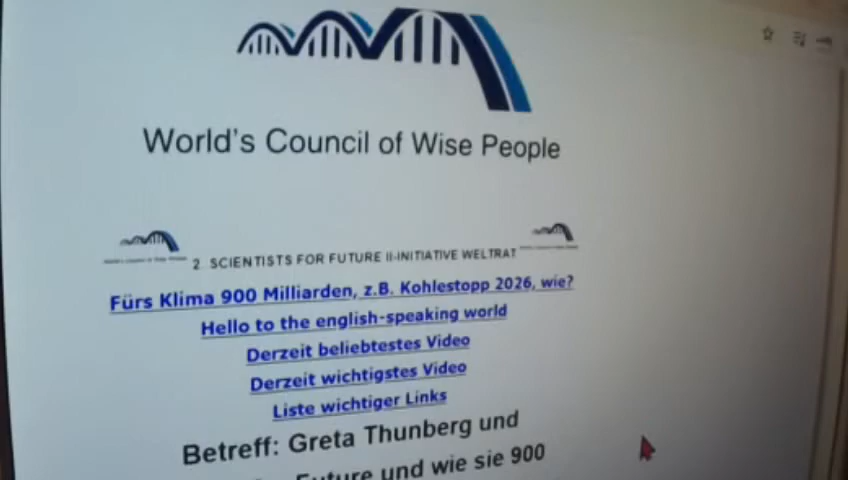 World's Council of Wise People
2. SCIENTISTS FOR FUTURE II-INITIATIVE WELTRAT
Fürs Klima 900 Milliarden, z.B. Kohlestopp 2026, wie?
Hello to the english-speaking world
Derzeit beliebtestes Video
Derzeit wichtigstes Video
Liste wichtiger Links
Betreff: Greta Thunberg und
Future und wie sie 900